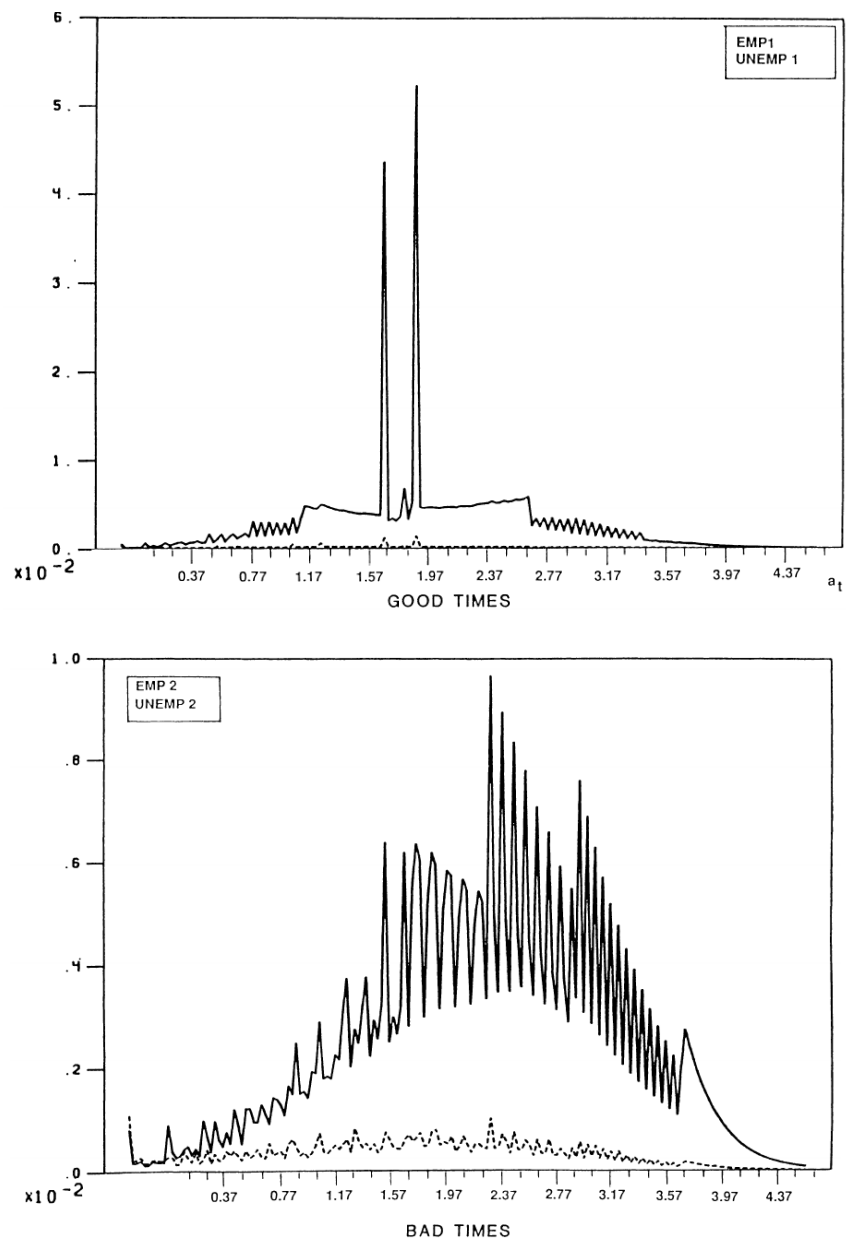 6.
5.
4.
3.
2.
1.
0.
x10-2
EMP1
UNEMP 1
0.37 0.77 1.17 1.57 1.97 2.37 2.77 3.17 3.57 3.97 4.37
at
GOOD TIMES
1.0
.8
.6
.4
.2
.0
x10-2
EMP 2
UNEMP 2
0.37 0.77 1.17 1.57 1.97 2.37 2.77 3.17 3.57 3.97 4.37
BAD TIMES